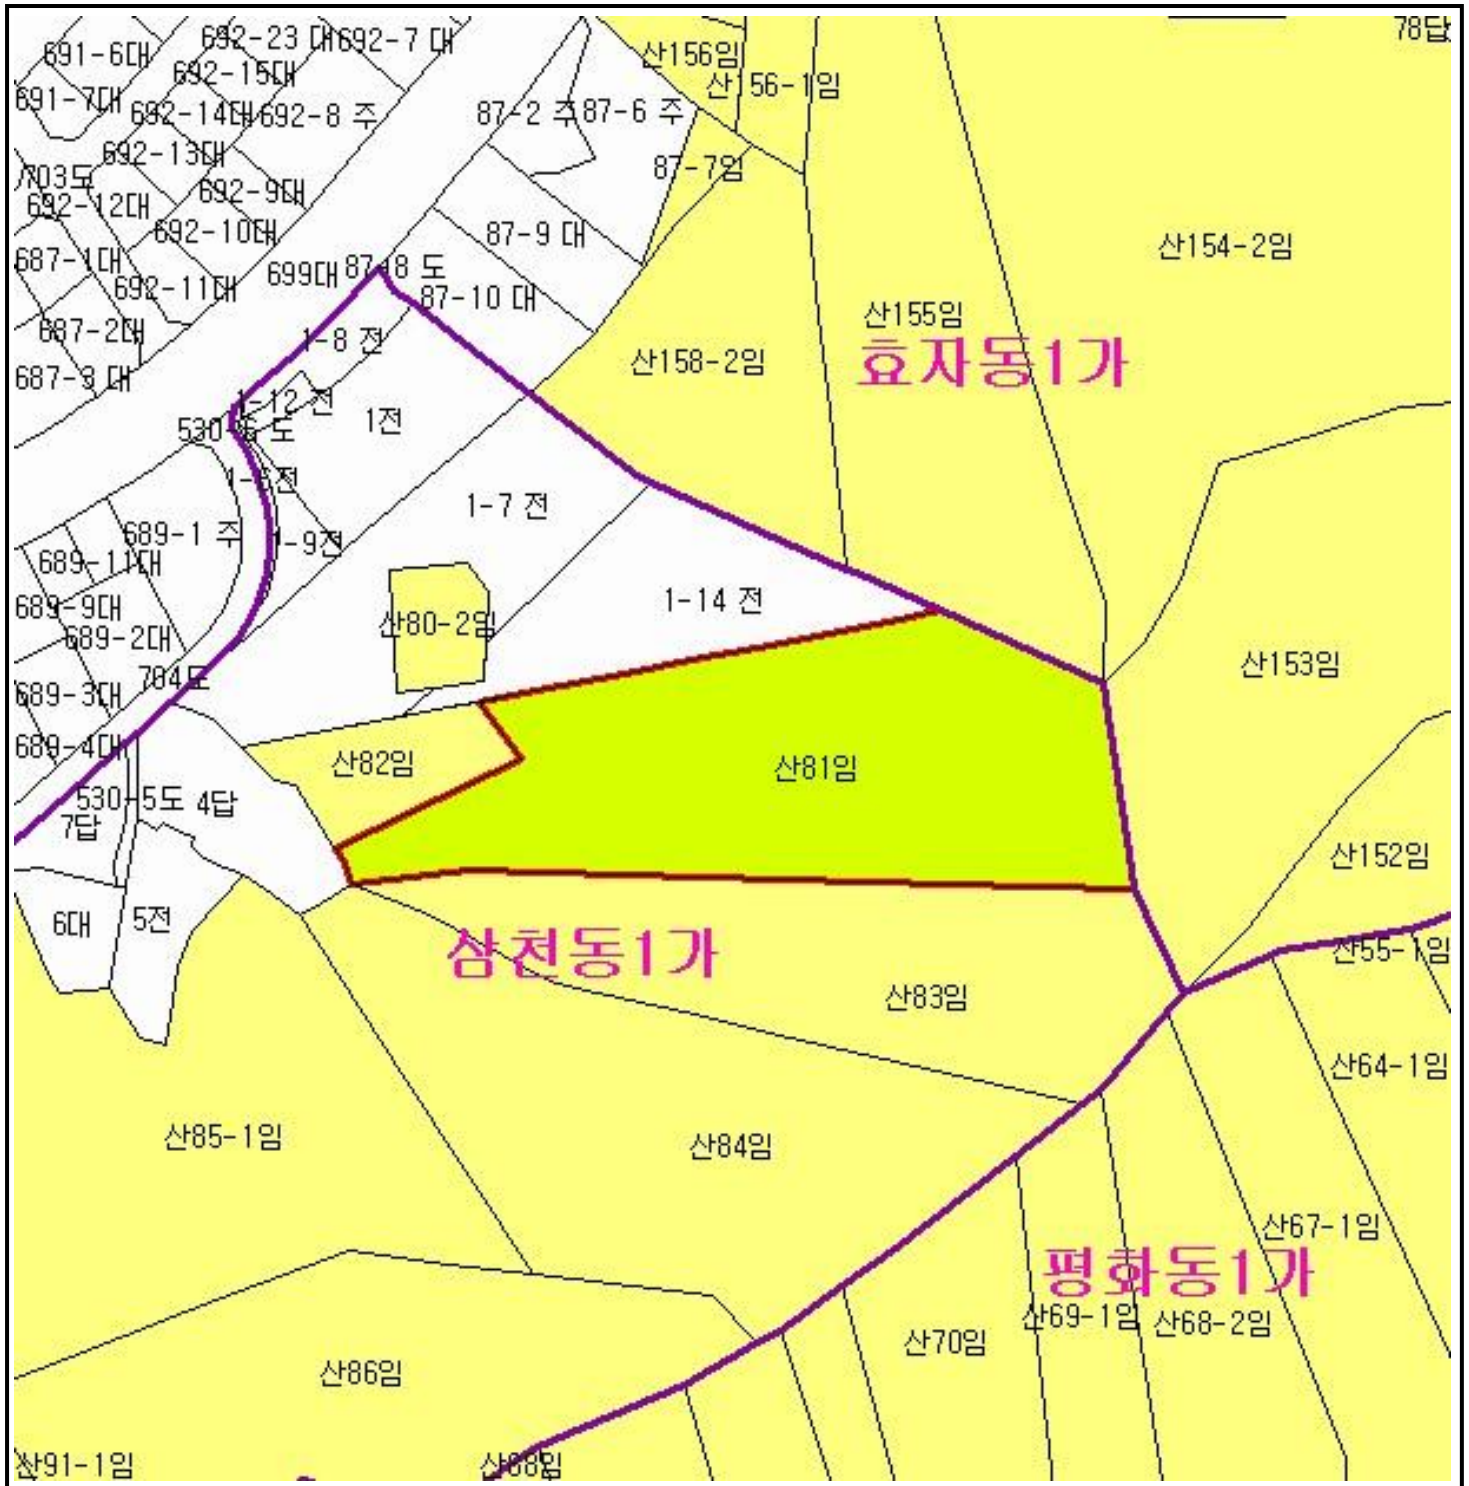 78답
692-23 대
692-7 대
691-6대
산156임
692-15대
산156-1임
691-7대
692-14대
692-8 주
87-2 주
87-6 주
692-13대
87-7임
703도
692-9대
692-12대
692-10대
87-9 대
산154-2임
687-1대
699대
87-18 도
692-11대
87-10 대
산155임
687-2대
1-8 전
산158-2임
효자동1가
687-3 대
1-12 전
1전
530-6 도
1-6전
1-7 전
689-1 주
1-9전
689-11대
1-14 전
689-9대
산80-2임
689-2대
산153임
704도
689-3대
689-4대
산82임
산81임
530-5도
4답
7답
산152임
6대
5전
삼천동1가
산55-1임
산83임
산64-1임
산85-1임
산84임
산67-1임
평화동1가
산69-1임
산68-2임
산70임
산86임
산91-1임
산88임